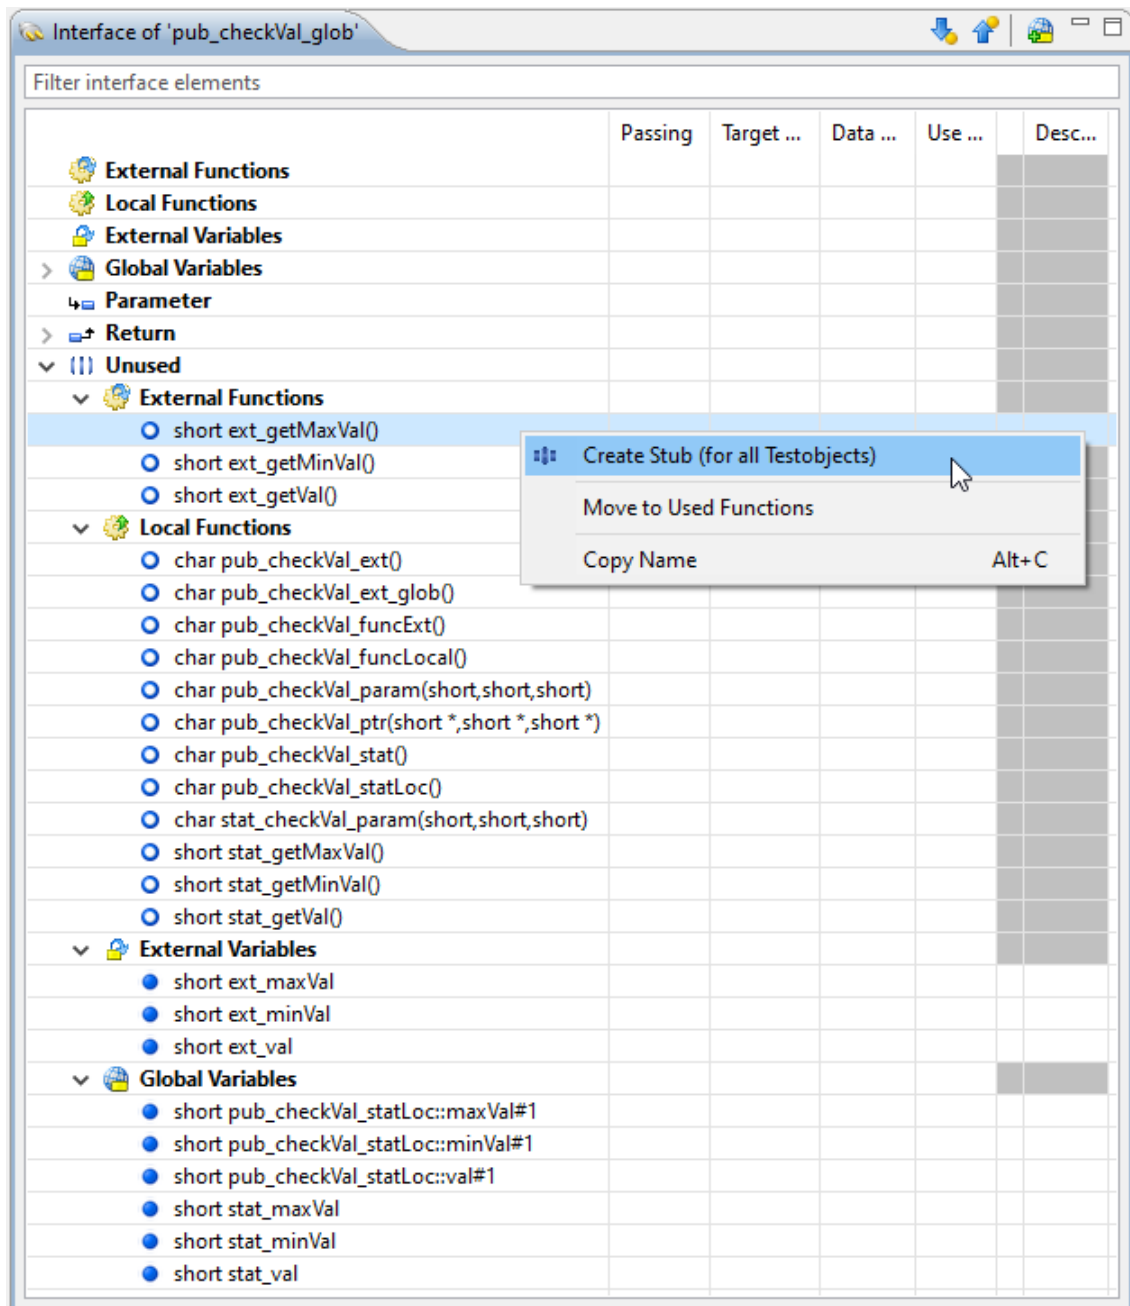 Interface of 'pub_checkVal_glob'
Filter interface elements
Passing Target ... Data ... Use ... Desc...
External Functions
Local Functions
External Variables
Global Variables
Parameter
Return
Unused
External Functions
short ext_getMaxVal()
short ext_getMinVal()
short ext_getVal()
Create Stub (for all Testobjects)
Move to Used Functions
Copy Name Alt+C
Local Functions
char pub_checkVal_ext()
char pub_checkVal_ext_glob()
char pub_checkVal_funcExt()
char pub_checkVal_funcLocal()
char pub_checkVal_param(short,short,short)
char pub_checkVal_ptr(short *,short *,short *)
char pub_checkVal_stat()
char pub_checkVal_statLoc()
char stat_checkVal_param(short,short,short)
short stat_getMaxVal()
short stat_getMinVal()
short stat_getVal()
External Variables
short ext_maxVal
short ext_minVal
short ext_val
Global Variables
short pub_checkVal_statLoc::maxVal#1
short pub_checkVal_statLoc::minVal#1
short pub_checkVal_statLoc::val#1
short stat_maxVal
short stat_minVal
short stat_val